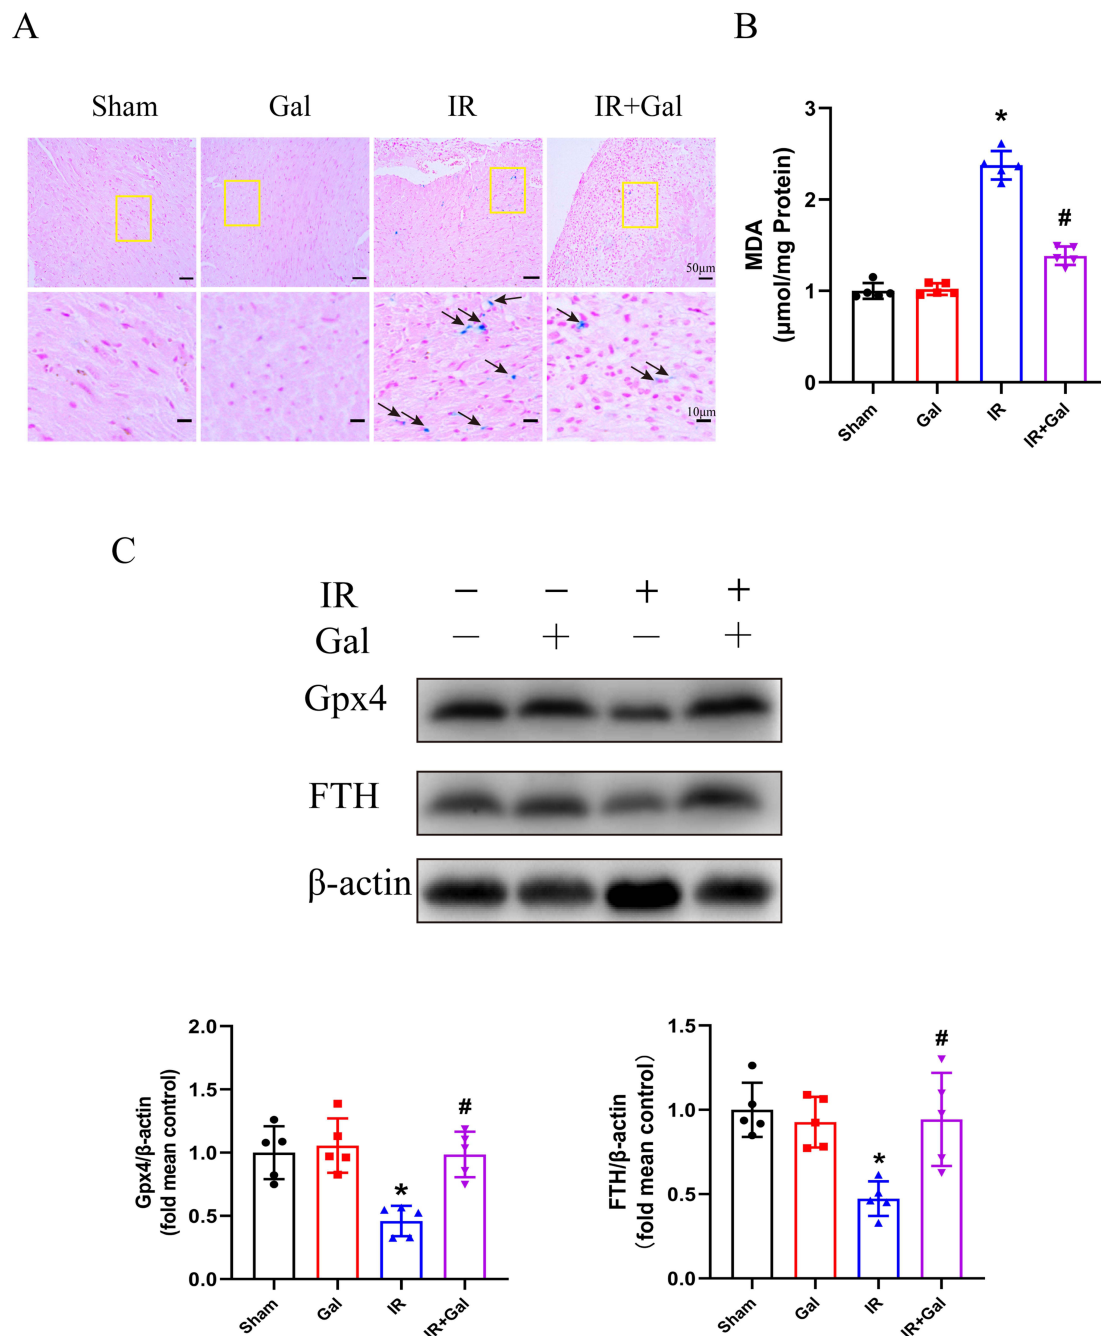 A
Sham Gal IR IR+Gal
50μm
10μm
B
3
2
1
0
MDA
(μmol/mg Protein)
*
#
Sham Gal IR IR+Gal
C
IR − − + +
Gal − + − +
Gpx4
FTH
β-actin
2.0
1.5
1.0
0.5
0.0
Gpx4/β-actin
(fold mean control)
*
#
Sham Gal IR IR+Gal
1.5
1.0
0.5
0.0
FTH/β-actin
(fold mean control)
*
#
Sham Gal IR IR+Gal